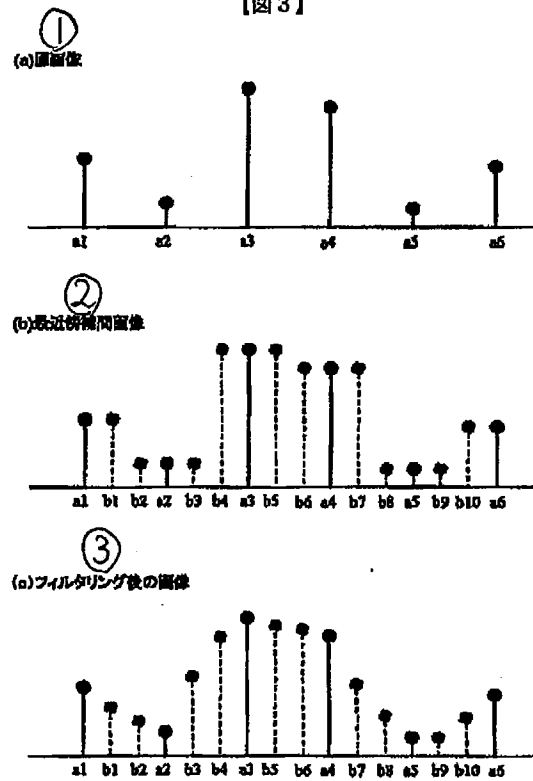 【図3】
①
(a)原画像
a1 a2 a3 a4 a5 a6
②
(b)最近傍補間画像
a1 b1 b2 a2 b3 b4 a3 b5 b6 a4 b7 b8 a5 b9 b10 a6
③
(c)フィルタリング後の画像
a1 b1 b2 a2 b3 b4 a3 b5 b6 a4 b7 b8 a5 b9 b10 a6